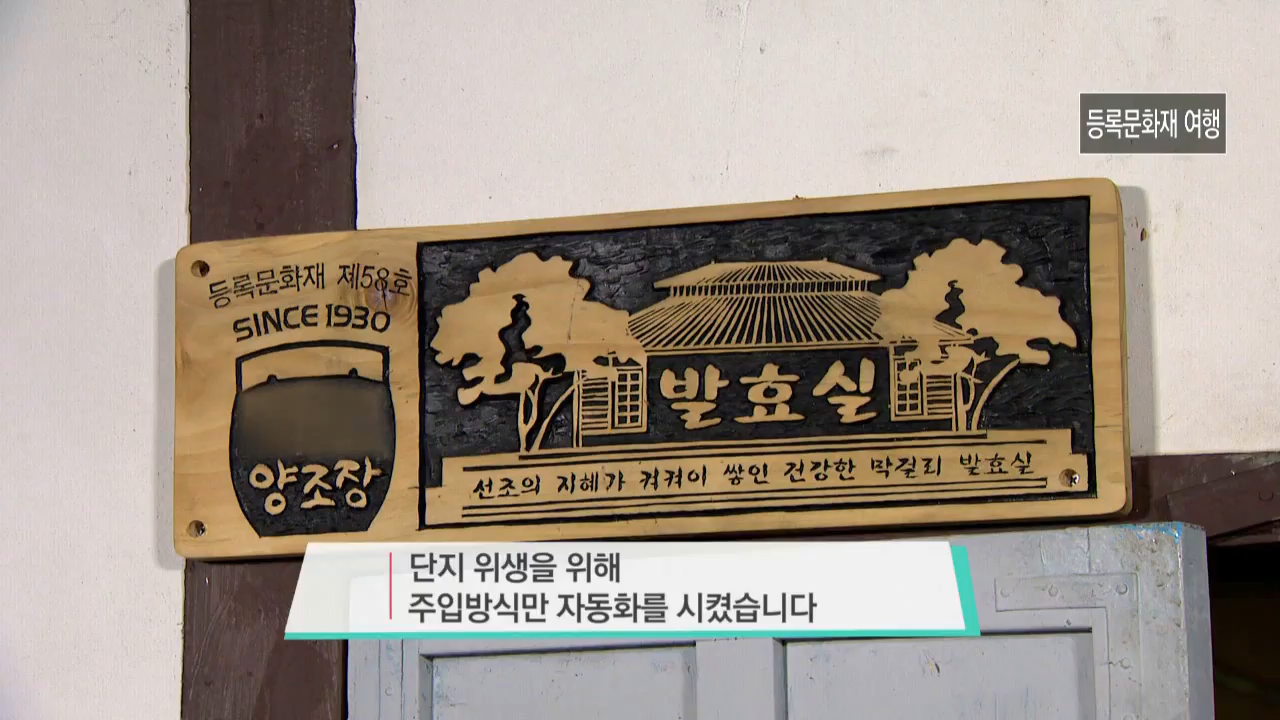 등록문화재 여행
등록문화재 제58호
SINCE 1930
양조장
발효실
선조의 지혜가 켜켜이 쌓인 건강한 막걸리 발효실
단지 위생을 위해
주입방식만 자동화를 시켰습니다